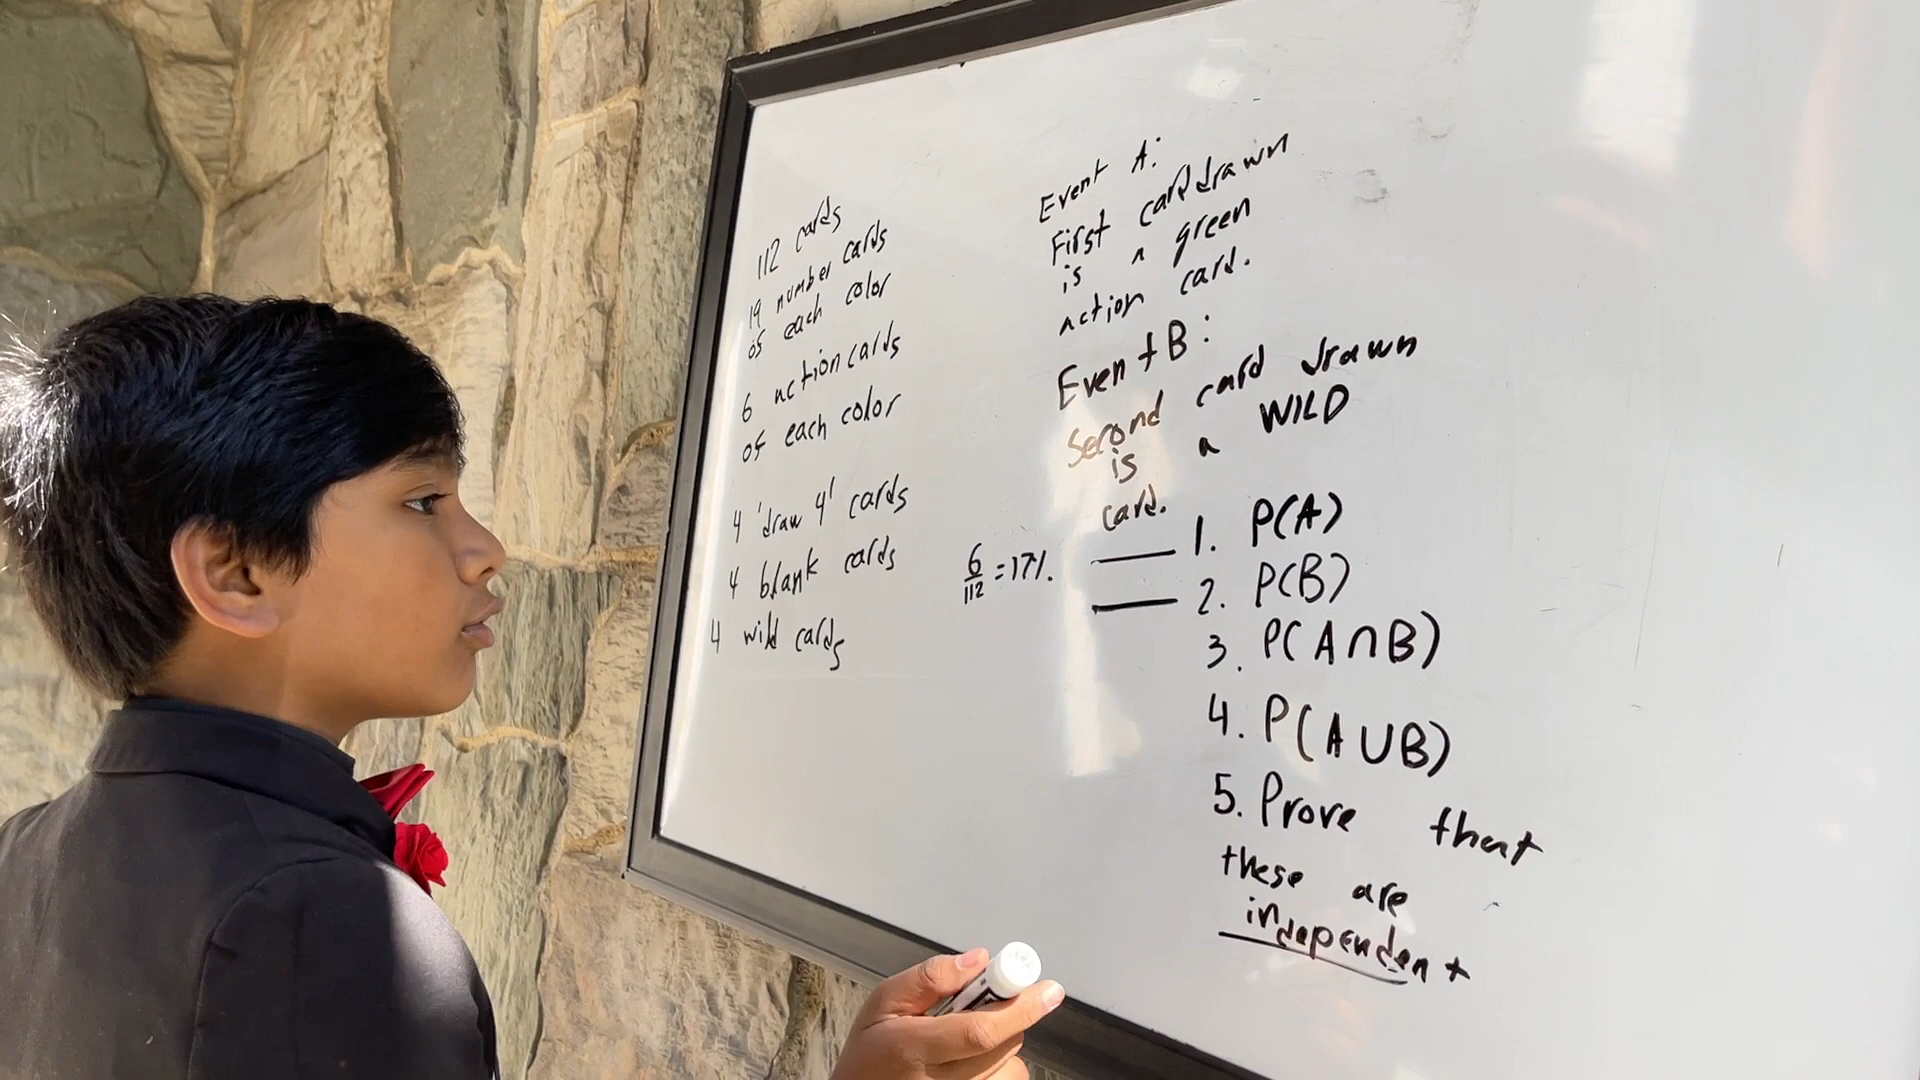 112 cards
19 number cards
of each color
6 action cards
of each color
4 'draw 4' cards
4 blank cards
4 wild cards
Event A:
First card drawn
is a green
action card.
Event B:
Second card drawn
is a WILD
card.
6/112 = 17%.
1. P(A)
2. P(B)
3. P(A∩B)
4. P(A∪B)
5. Prove that
these are
independent